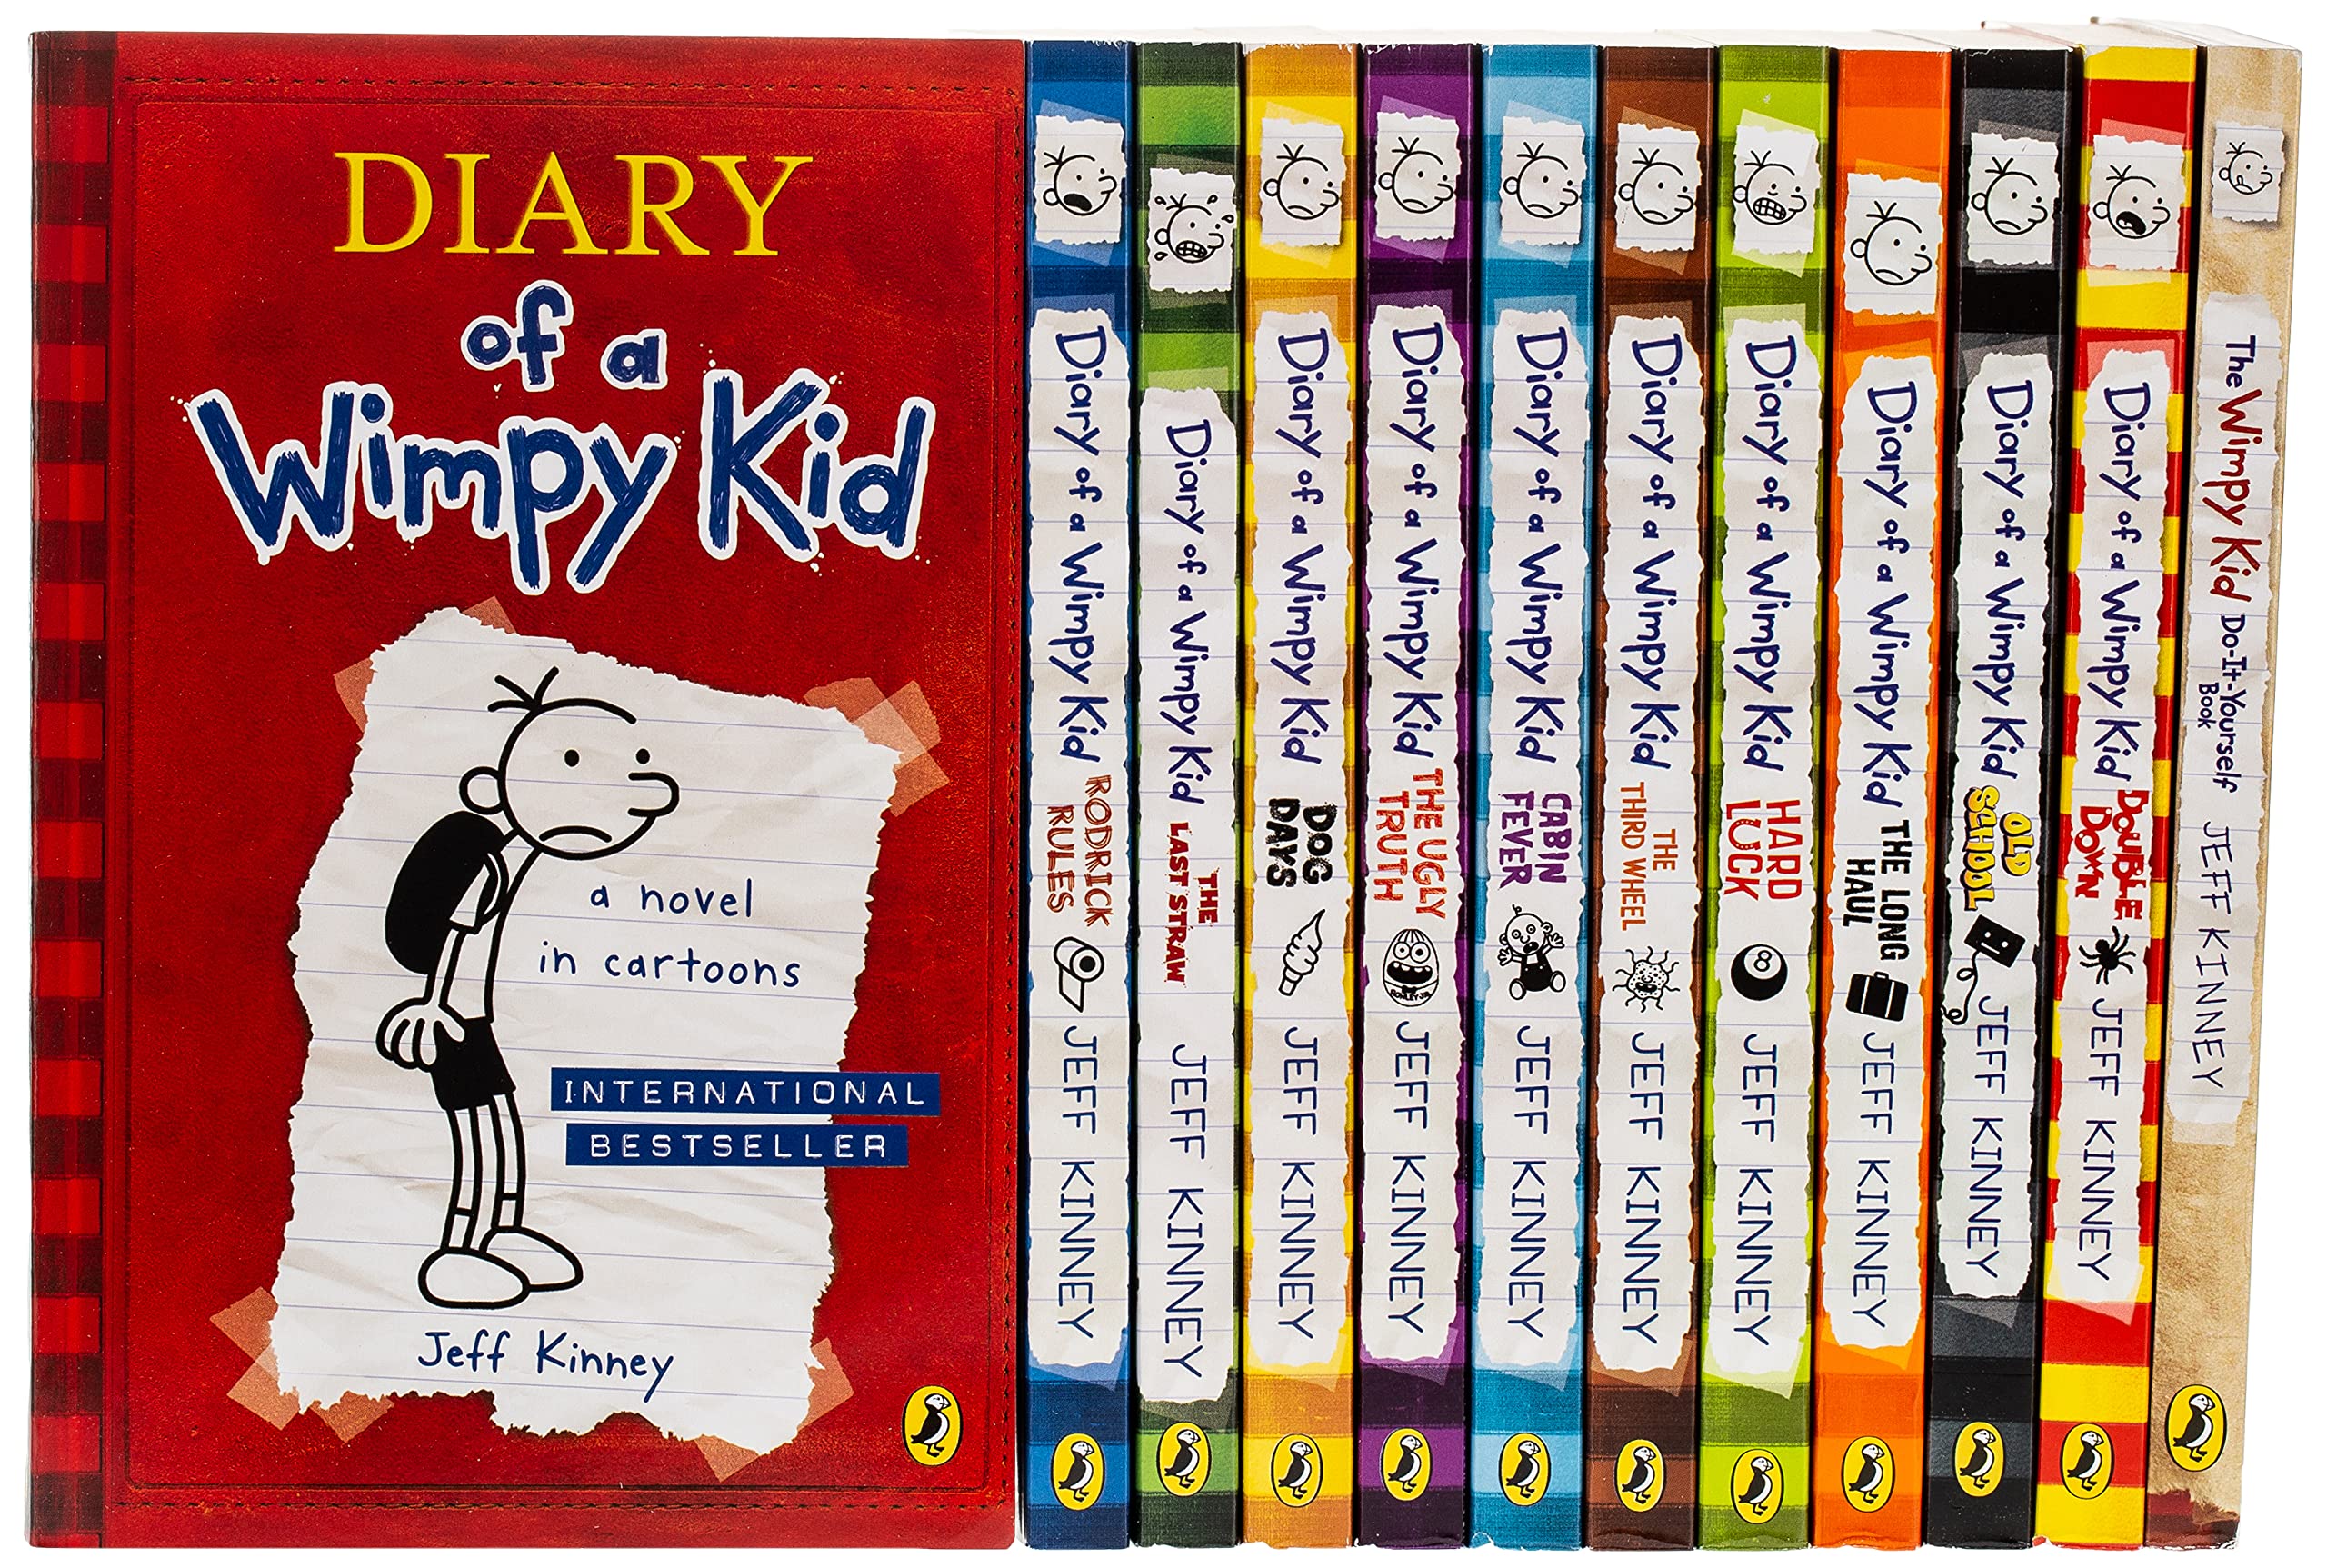 DIARY
of a
Wimpy Kid
a novel
in cartoons
INTERNATIONAL
BESTSELLER
Jeff Kinney
Diary of a Wimpy Kid RODRICK
RULES
JEFF KINNEY
Diary of a Wimpy Kid THE
LAST STRAW
JEFF KINNEY
Diary of a Wimpy Kid DOG
DAYS
JEFF KINNEY
Diary of a Wimpy Kid THE UGLY
TRUTH
ROWLEY JR.
JEFF KINNEY
Diary of a Wimpy Kid CABIN
FEVER
JEFF KINNEY
Diary of a Wimpy Kid THE
THIRD WHEEL
JEFF KINNEY
Diary of a Wimpy Kid HARD
LUCK
8
JEFF KINNEY
Diary of a Wimpy Kid THE LONG
HAUL
JEFF KINNEY
Diary of a Wimpy Kid OLD
SCHOOL
JEFF KINNEY
Diary of a Wimpy Kid DOUBLE
DOWN
JEFF KINNEY
The Wimpy Kid Do-It-Yourself
Book
JEFF KINNEY